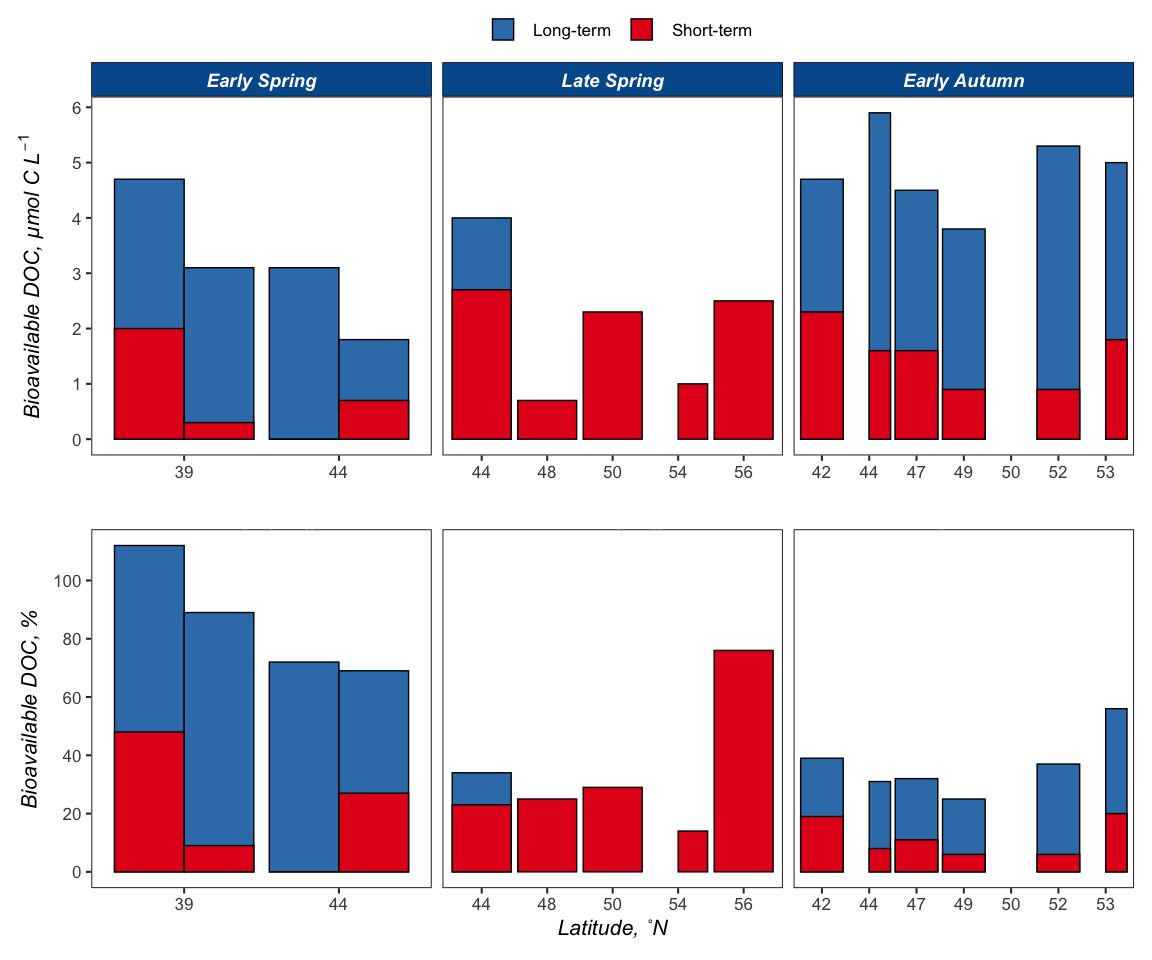 Long-term Short-term
Early Spring Late Spring Early Autumn
Bioavailable DOC, µmol C L⁻¹
6
5
4
3
2
1
0
39 44 44 48 50 54 56 42 44 47 49 50 52 53
Bioavailable DOC, %
100
80
60
40
20
0
39 44 44 48 50 54 56 42 44 47 49 50 52 53
Latitude, ˚N